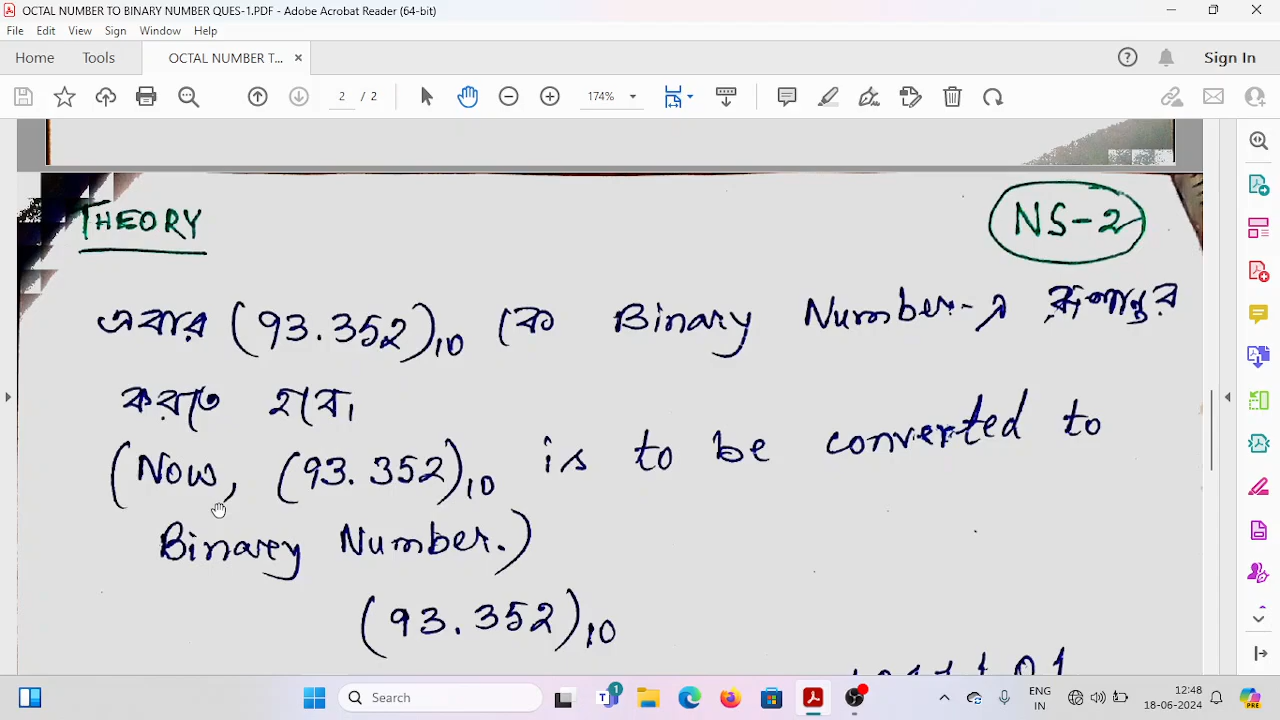 OCTAL NUMBER TO BINARY NUMBER QUES-1.PDF - Adobe Acrobat Reader (64-bit)
File Edit View Sign Window Help
Home Tools OCTAL NUMBER T... × Sign In
2 / 2 174%
THEORY NS-2
এবার (93.352)10 কে Binary Number-এ রূপান্তর
করতে হবে।
(Now, (93.352)10 is to be converted to
Binary Number.)
(93.352)10
Search
ENG
IN
12:48
18-06-2024